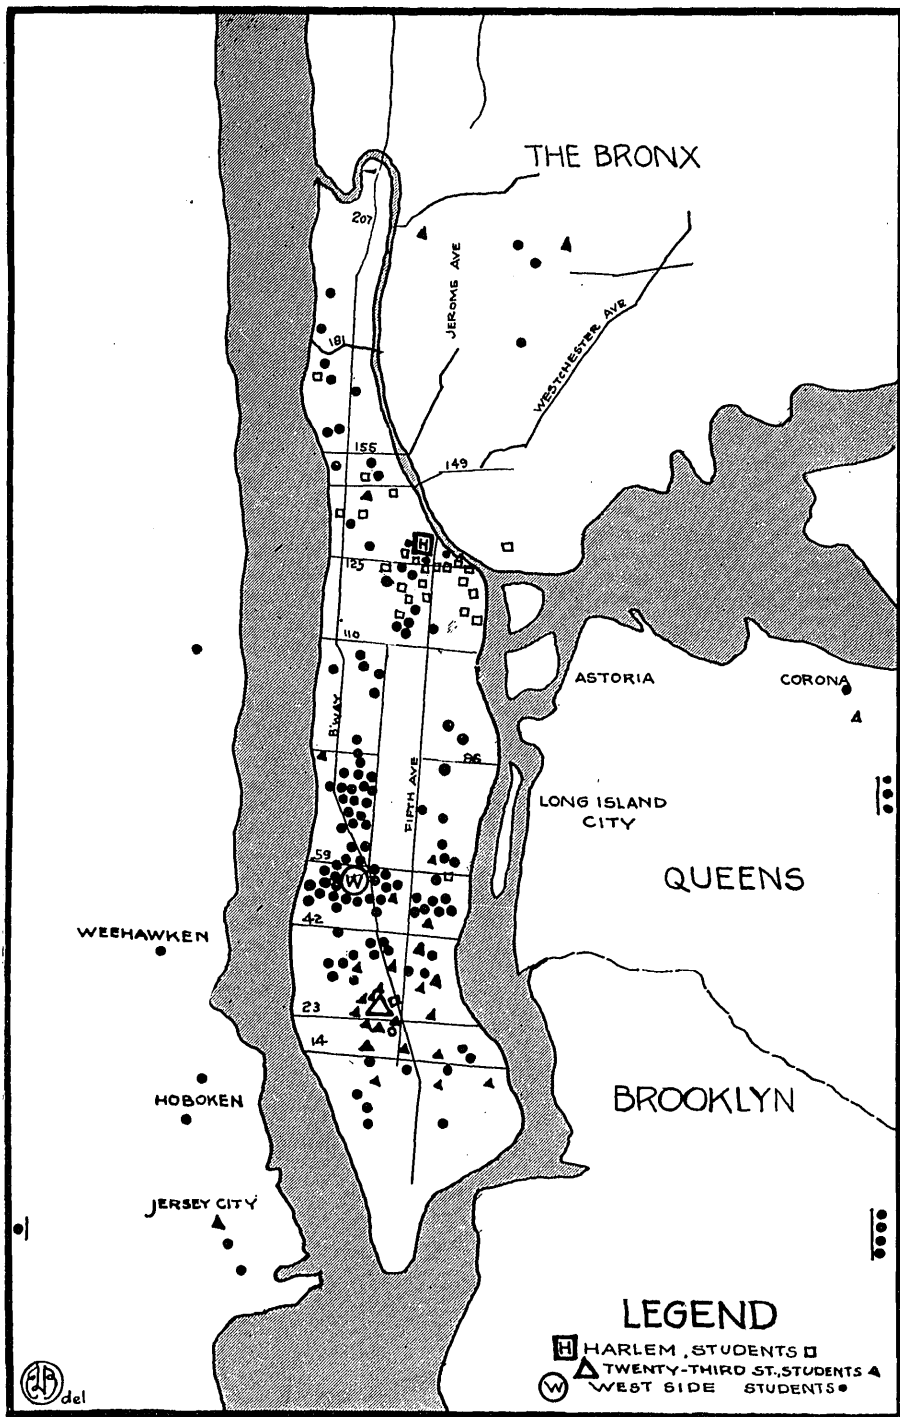 THE BRONX
207
JEROME AVE
WESTCHESTER AVE
181
155
149
H
125
110
B'WAY
ASTORIA
CORONA
86
FIFTH AVE
LONG ISLAND
CITY
59
W
QUEENS
42
WEEHAWKEN
23
14
HOBOKEN
BROOKLYN
JERSEY CITY
LEGEND
H HARLEM, STUDENTS
TWENTY-THIRD ST., STUDENTS
W WEST SIDE STUDENTS
del